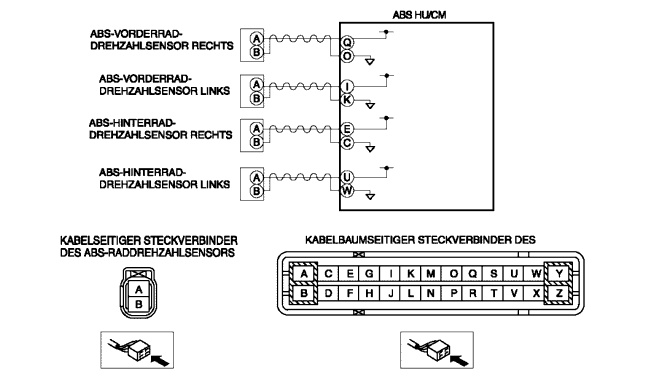 ABS HU/CM
ABS-VORDERRAD-
DREHZAHLSENSOR RECHTS
A
B
Q
O
ABS-VORDERRAD-
DREHZAHLSENSOR LINKS
A
B
I
K
ABS-HINTERRAD-
DREHZAHLSENSOR RECHTS
A
B
E
C
ABS-HINTERRAD-
DREHZAHLSENSOR LINKS
A
B
U
W
KABELSEITIGER STECKVERBINDER
DES ABS-RADDREHZAHLSENSORS
A
B
KABELBAUMSEITIGER STECKVERBINDER DES
A C E G I K M O Q S U W Y
B D F H J L N P R T V X Z